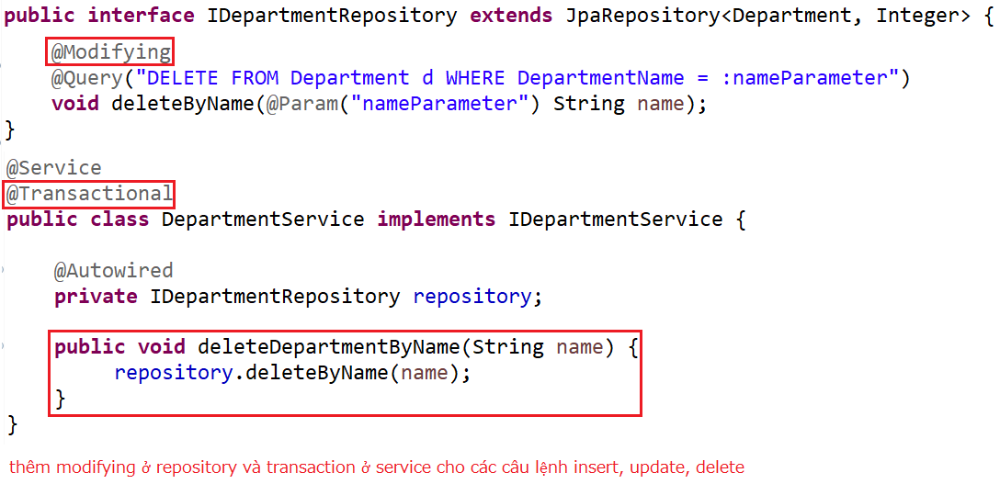 public interface IDepartmentRepository extends JpaRepository<Department, Integer> {
@Modifying
@Query("DELETE FROM Department d WHERE DepartmentName = :nameParameter")
void deleteByName(@Param("nameParameter") String name);
}
@Service
@Transactional
public class DepartmentService implements IDepartmentService {
@Autowired
private IDepartmentRepository repository;
public void deleteDepartmentByName(String name) {
repository.deleteByName(name);
}
}
thêm modifying ở repository và transaction ở service cho các câu lệnh insert, update, delete